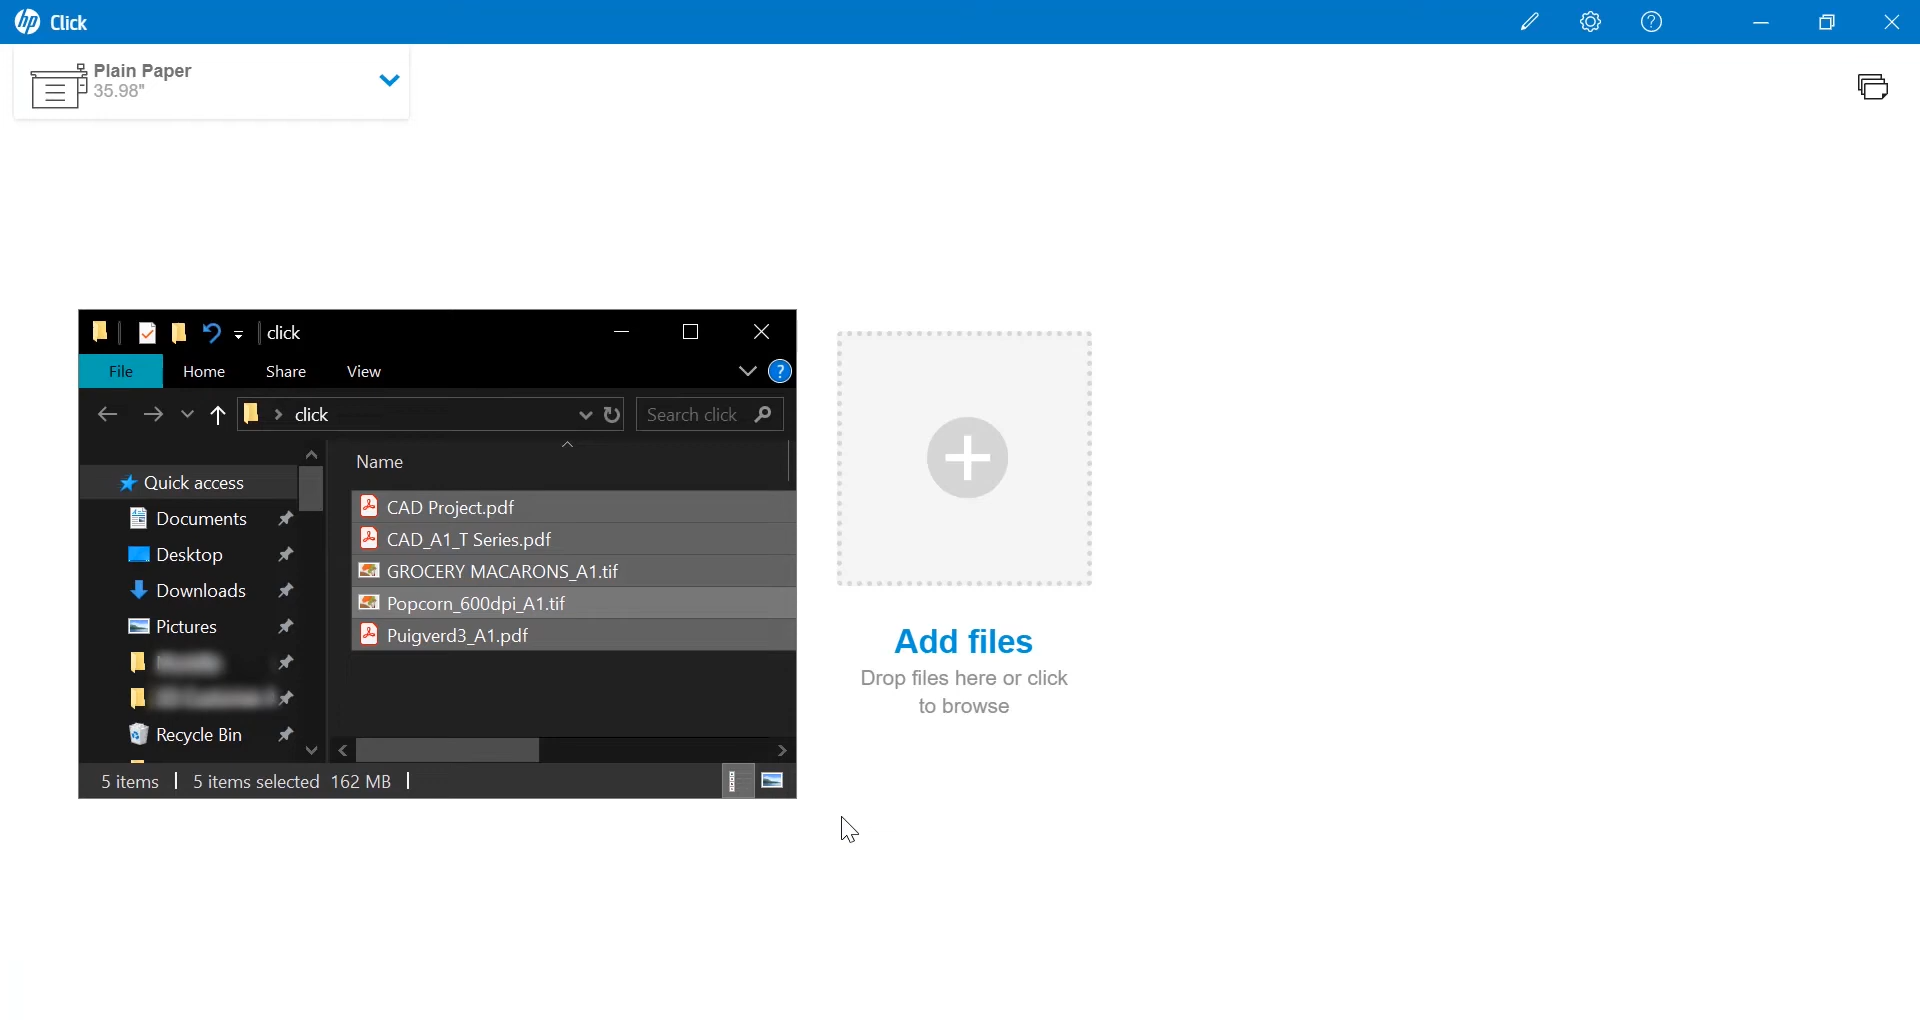 hp Click
Plain Paper
35.98"
click
File Home Share View
click Search click
Name
Quick access
Documents
Desktop
Downloads
Pictures
Recycle Bin
CAD Project.pdf
CAD_A1_T Series.pdf
GROCERY MACARONS_A1.tif
Popcorn_600dpi_A1.tif
Puigverd3_A1.pdf
5 items 5 items selected 162 MB
Add files
Drop files here or click
to browse